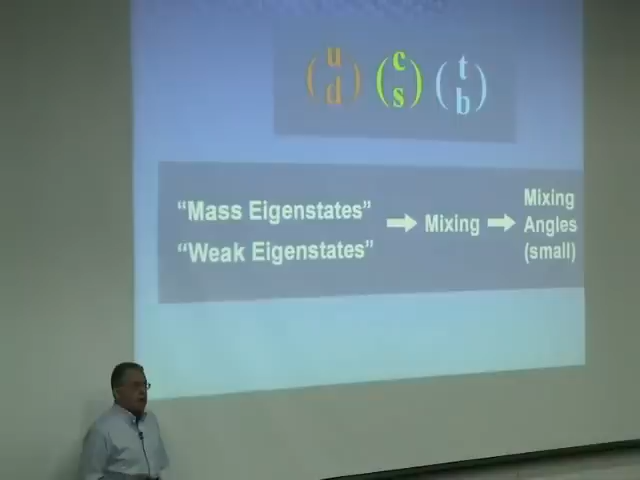 u c t
d s b
"Mass Eigenstates"
"Weak Eigenstates"
Mixing
Mixing
Angles
(small)